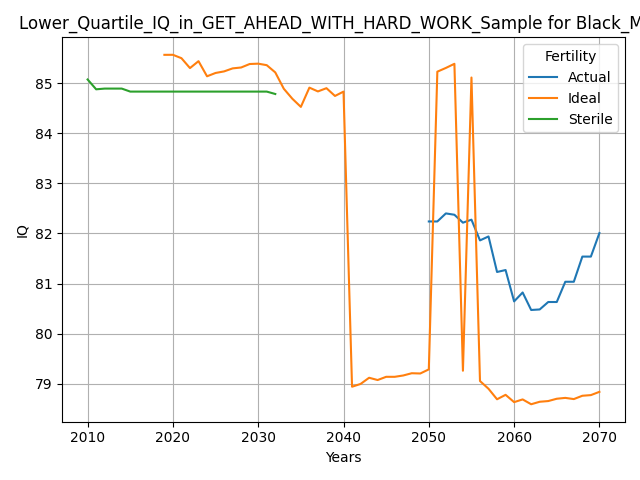 Lower_Quartile_IQ_in_GET_AHEAD_WITH_HARD_WORK_Sample for Black_M
Fertility
Actual
Ideal
Sterile
85
84
83
82
81
80
79
IQ
2010 2020 2030 2040 2050 2060 2070
Years